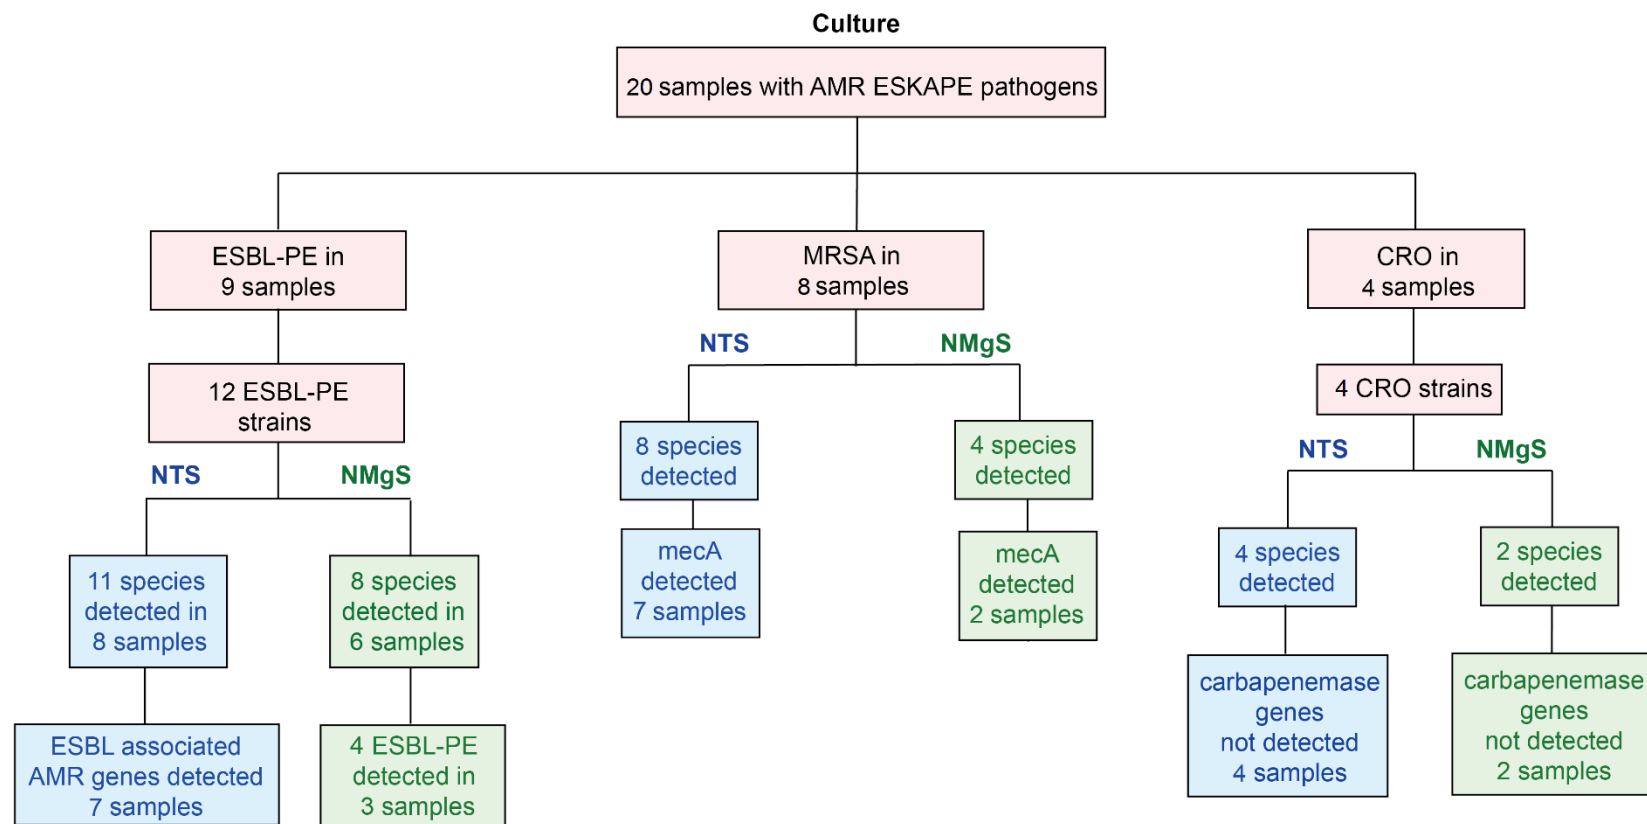 Culture
20 samples with AMR ESKAPE pathogens
ESBL-PE in
9 samples
MRSA in
8 samples
CRO in
4 samples
12 ESBL-PE
strains
NTS
NMgS
4 CRO strains
NTS
NMgS
NTS
NMgS
11 species
detected in
8 samples
8 species
detected in
6 samples
8 species
detected
4 species
detected
4 species
detected
2 species
detected
ESBL associated
AMR genes detected
7 samples
4 ESBL-PE
detected in
3 samples
mecA
detected
7 samples
mecA
detected
2 samples
carbapenemase
genes
not detected
4 samples
carbapenemase
genes
not detected
2 samples